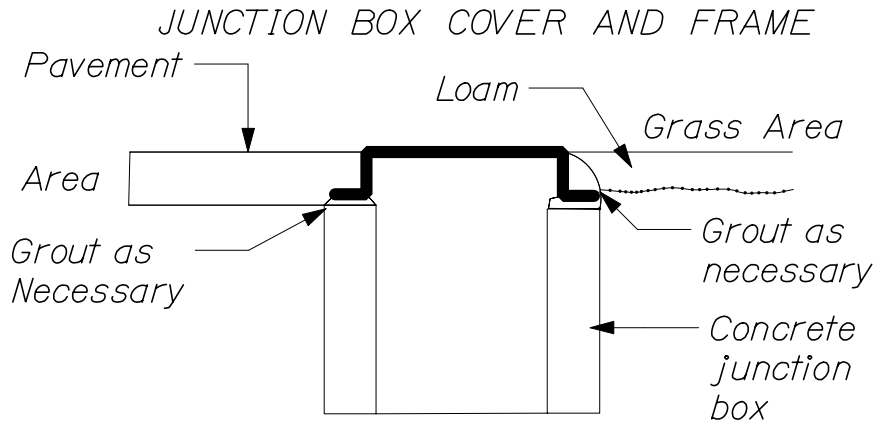 JUNCTION BOX COVER AND FRAME
Pavement
Loam
Grass Area
Area
Grout as
Necessary
Grout as
necessary
Concrete
junction
box